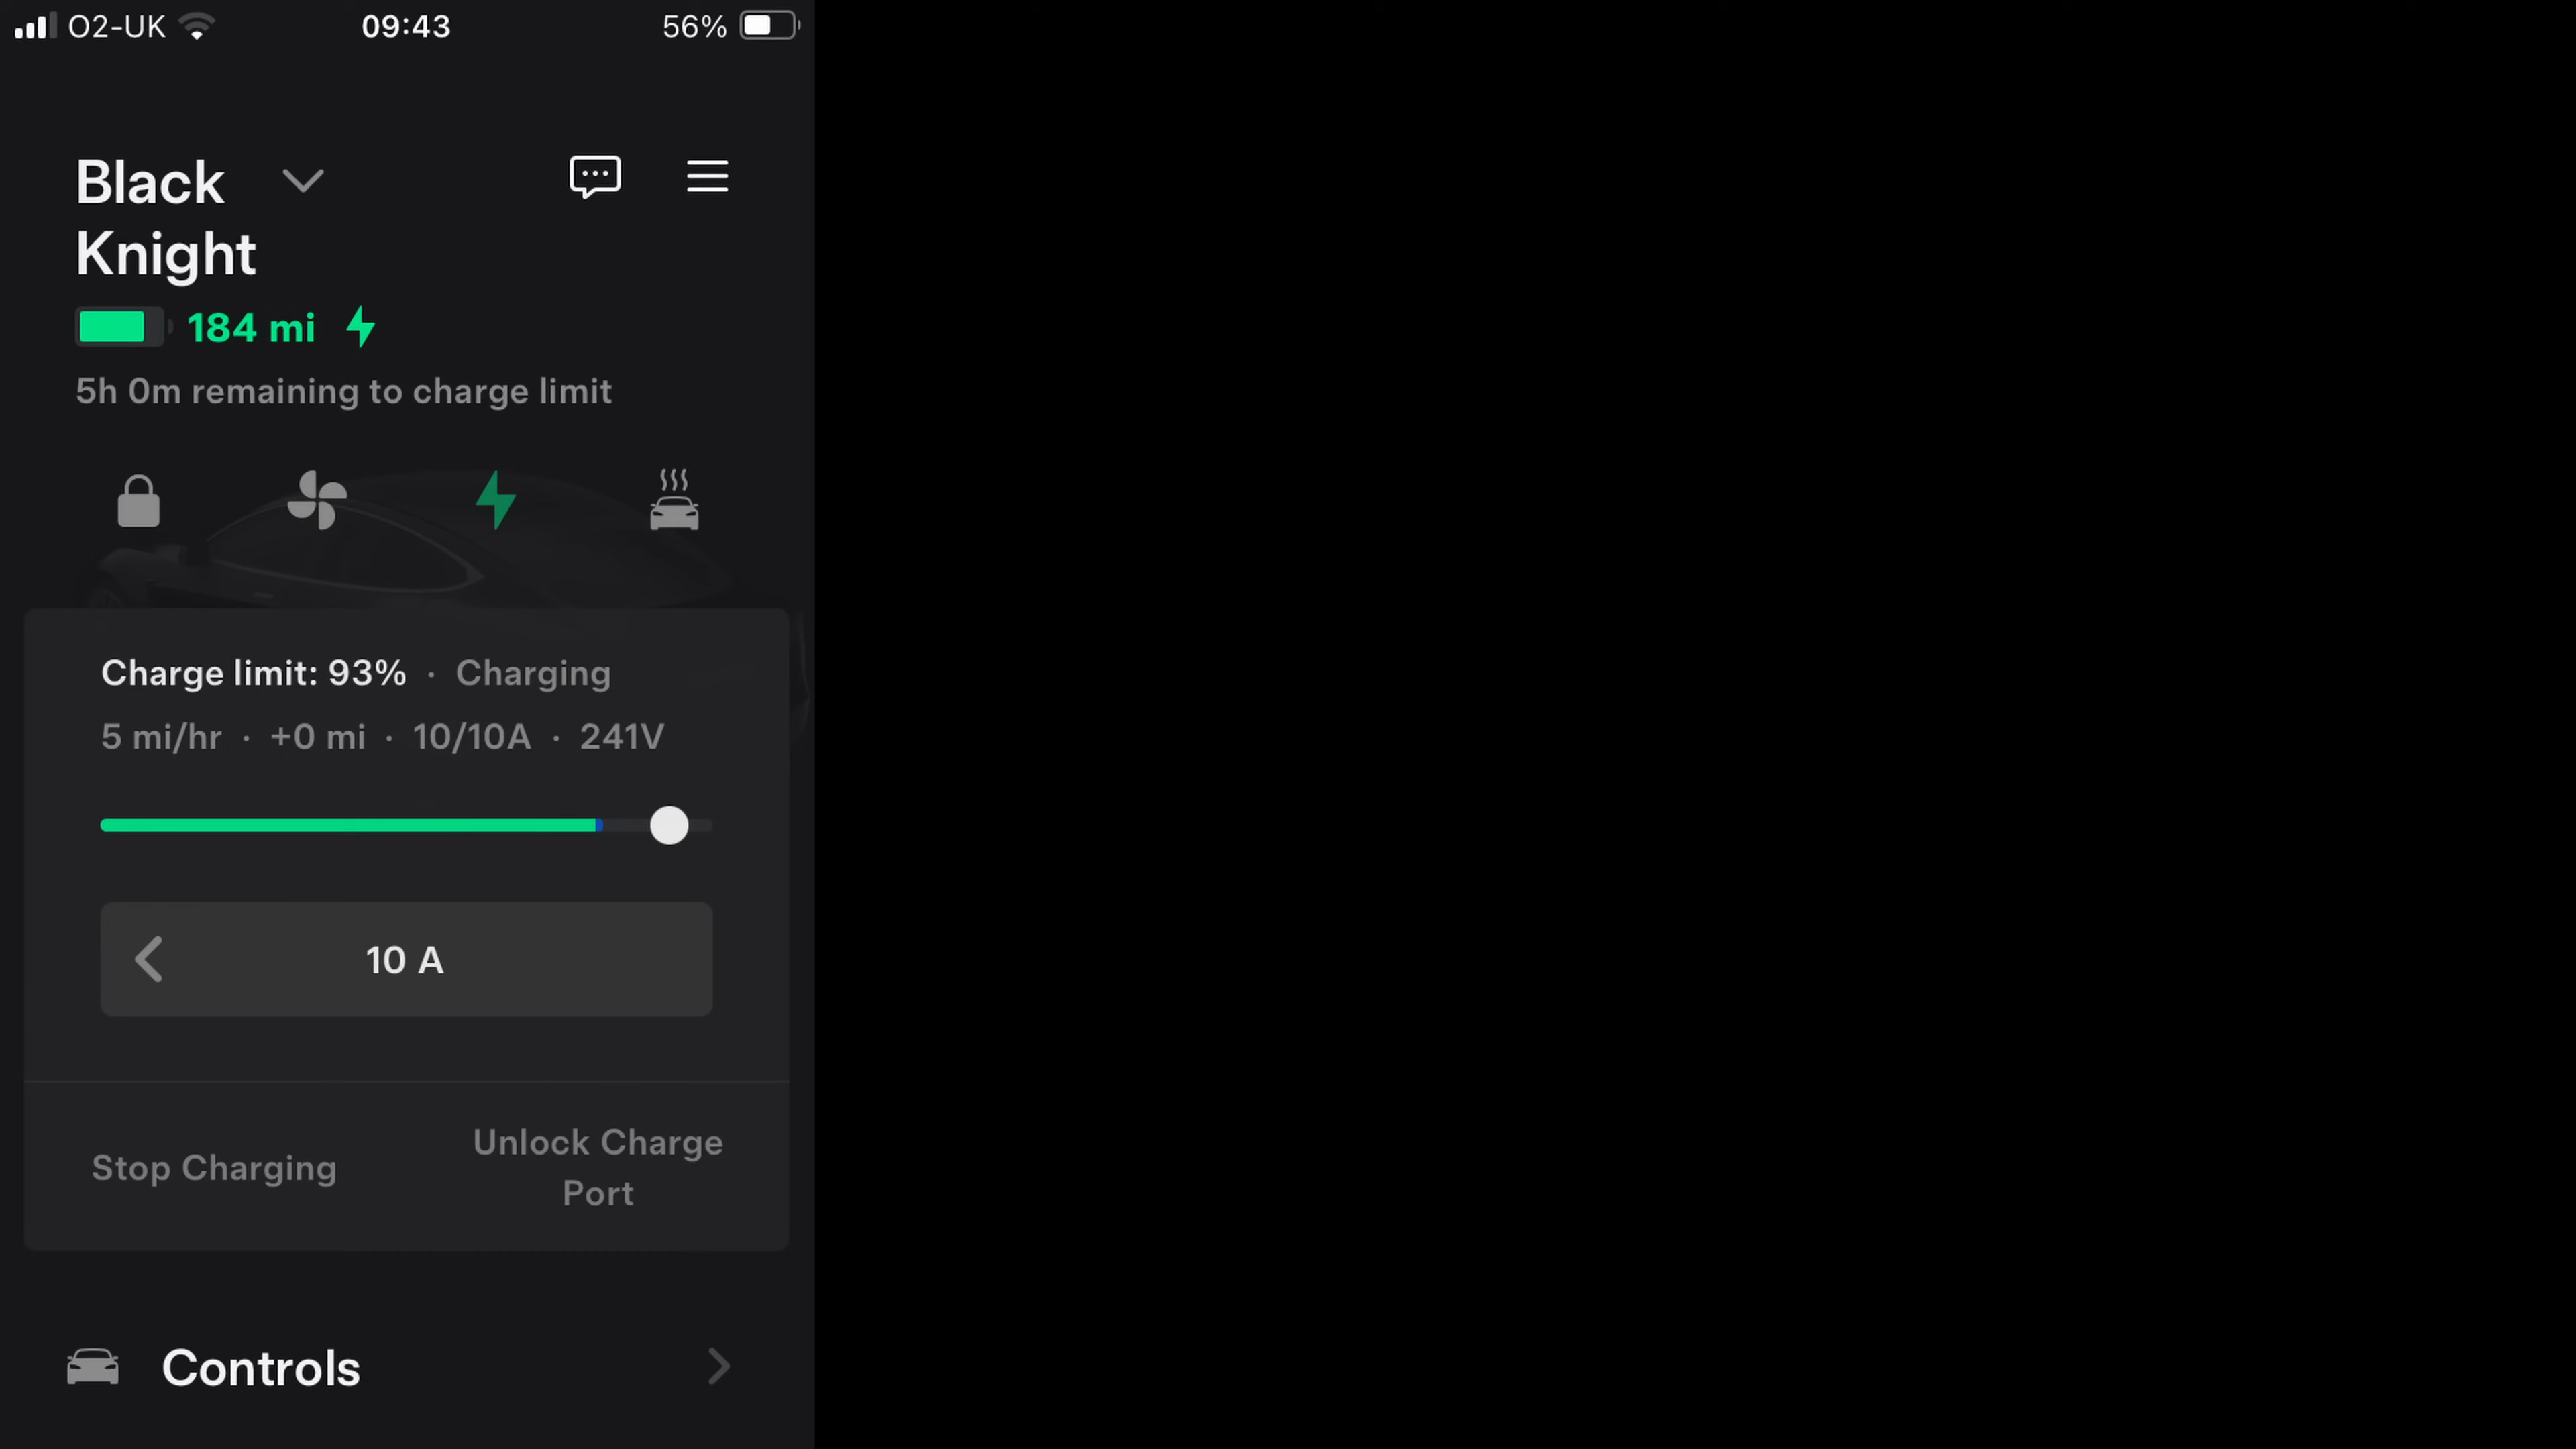 O2-UK 09:43 56%
Black
Knight
184 mi
5h 0m remaining to charge limit
Charge limit: 93% · Charging
5 mi/hr · +0 mi · 10/10A · 241V
10 A
Stop Charging
Unlock Charge
Port
Controls